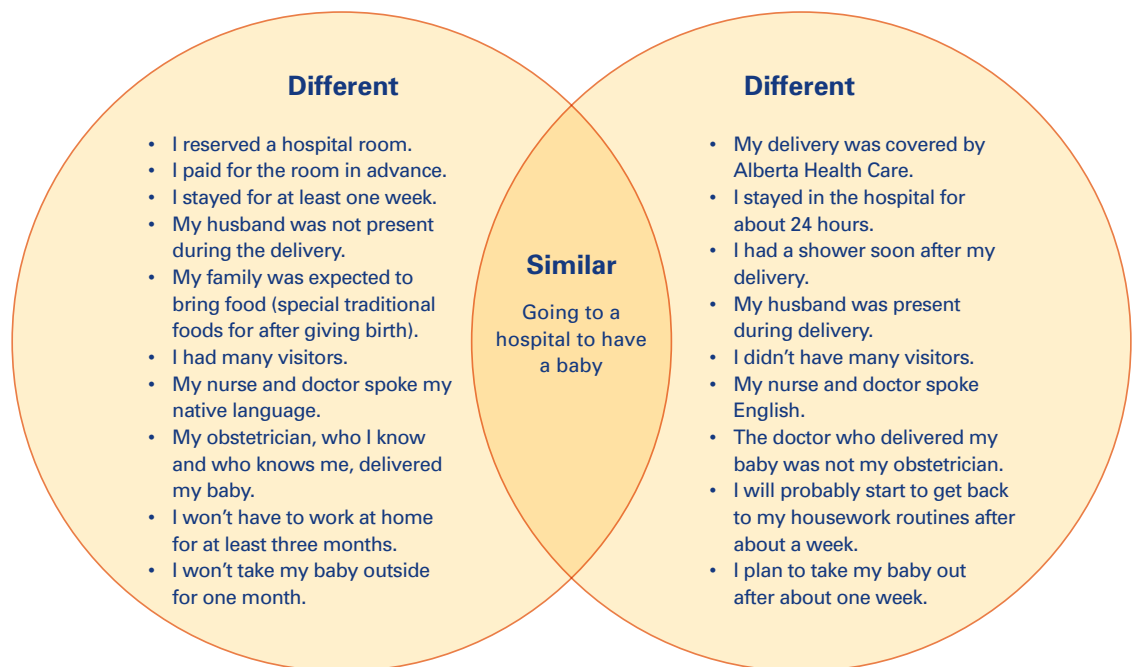 Different
• I reserved a hospital room.
• I paid for the room in advance.
• I stayed for at least one week.
• My husband was not present
during the delivery.
• My family was expected to
bring food (special traditional
foods for after giving birth).
• I had many visitors.
• My nurse and doctor spoke my
native language.
• My obstetrician, who I know
and who knows me, delivered
my baby.
• I won’t have to work at home
for at least three months.
• I won’t take my baby outside
for one month.
Similar
Going to a
hospital to have
a baby
Different
• My delivery was covered by
Alberta Health Care.
• I stayed in the hospital for
about 24 hours.
• I had a shower soon after my
delivery.
• My husband was present
during delivery.
• I didn’t have many visitors.
• My nurse and doctor spoke
English.
• The doctor who delivered my
baby was not my obstetrician.
• I will probably start to get back
to my housework routines after
about a week.
• I plan to take my baby out
after about one week.